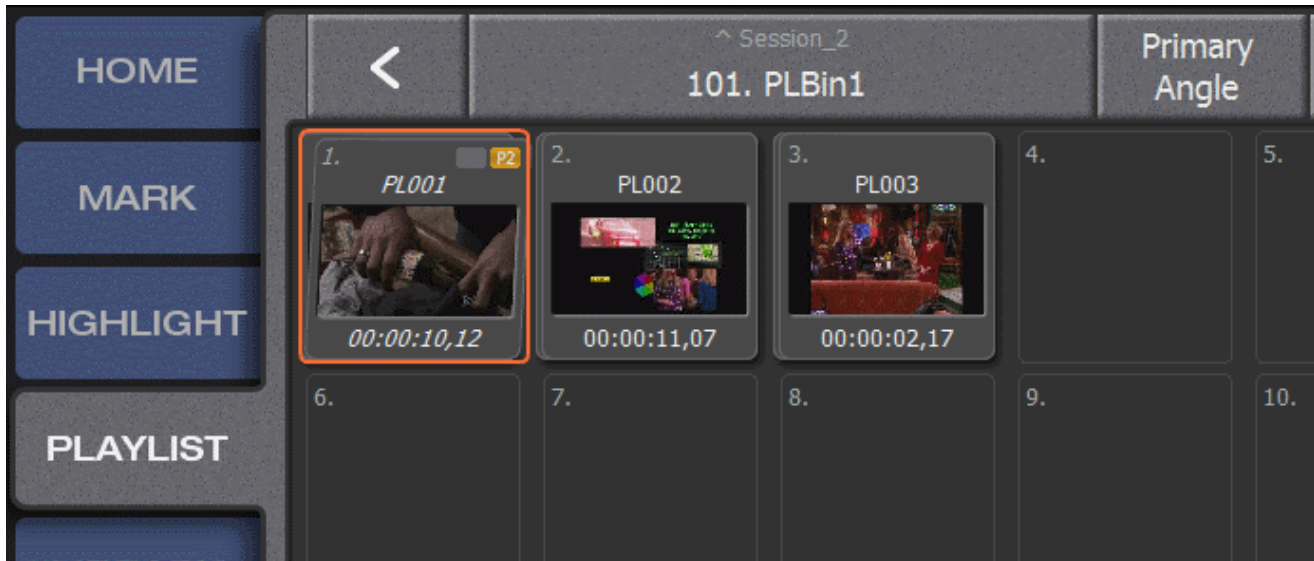 HOME
MARK
HIGHLIGHT
PLAYLIST
^ Session_2
101. PLBin1
Primary
Angle
1.
P2
PL001
00:00:10,12
2.
PL002
00:00:11,07
3.
PL003
00:00:02,17
4.
5.
6.
7.
8.
9.
10.